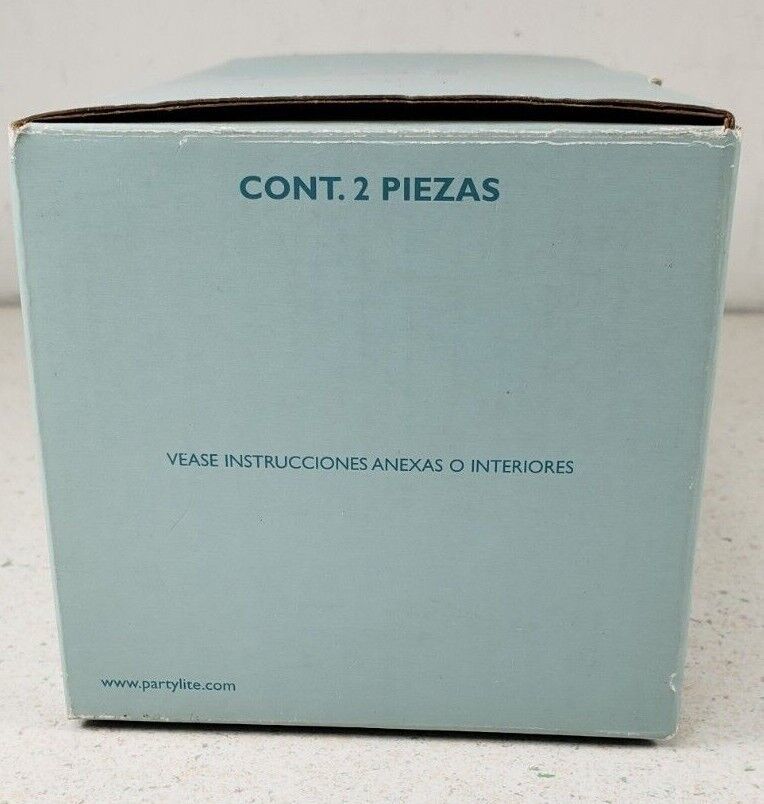 CONT. 2 PIEZAS
VEASE INSTRUCCIONES ANEXAS O INTERIORES
www.partylite.com